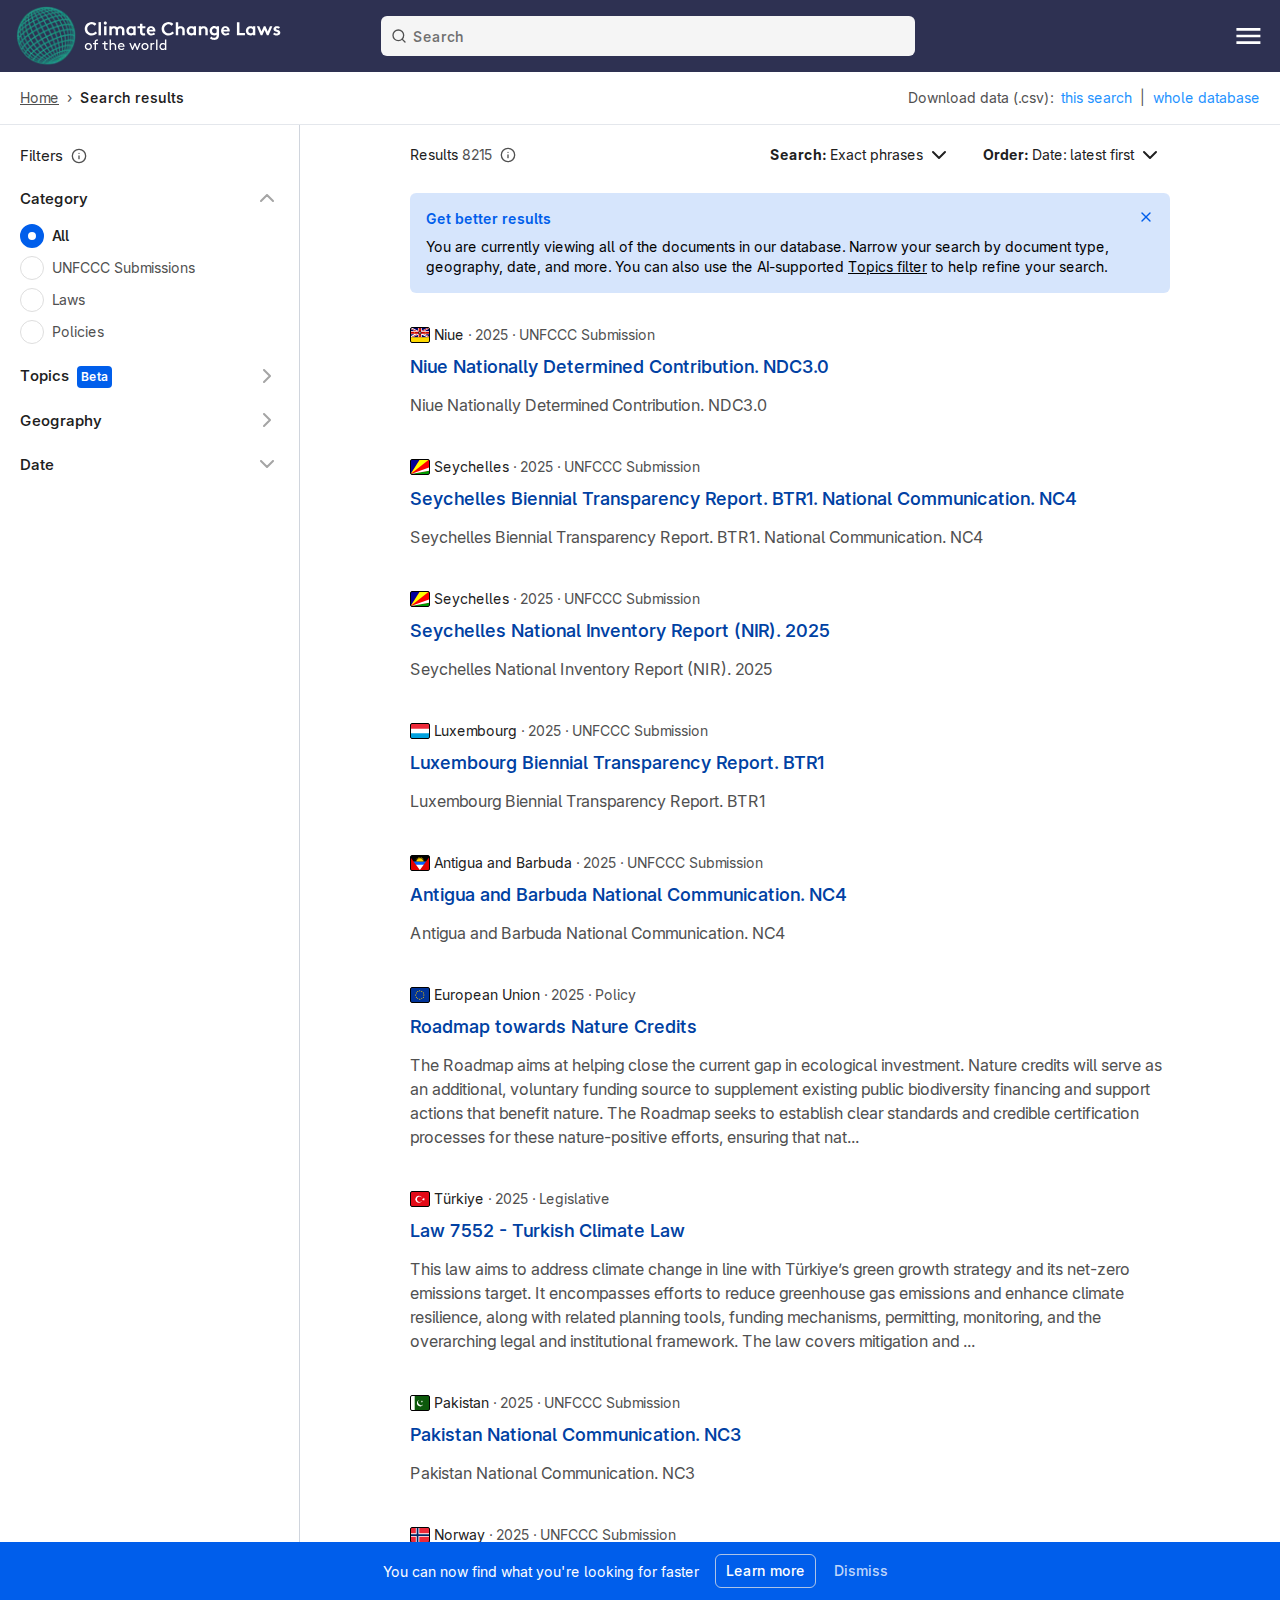 Climate Change Laws
of the world
Search
Home › Search results
Download data (.csv): this search | whole database
Filters
Category
All
UNFCCC Submissions
Laws
Policies
Topics Beta
Geography
Date
Results 8215
Search: Exact phrases
Order: Date: latest first
Get better results
You are currently viewing all of the documents in our database. Narrow your search by document type,
geography, date, and more. You can also use the AI-supported Topics filter to help refine your search.
Niue · 2025 · UNFCCC Submission
Niue Nationally Determined Contribution. NDC3.0
Niue Nationally Determined Contribution. NDC3.0
Seychelles · 2025 · UNFCCC Submission
Seychelles Biennial Transparency Report. BTR1. National Communication. NC4
Seychelles Biennial Transparency Report. BTR1. National Communication. NC4
Seychelles · 2025 · UNFCCC Submission
Seychelles National Inventory Report (NIR). 2025
Seychelles National Inventory Report (NIR). 2025
Luxembourg · 2025 · UNFCCC Submission
Luxembourg Biennial Transparency Report. BTR1
Luxembourg Biennial Transparency Report. BTR1
Antigua and Barbuda · 2025 · UNFCCC Submission
Antigua and Barbuda National Communication. NC4
Antigua and Barbuda National Communication. NC4
European Union · 2025 · Policy
Roadmap towards Nature Credits
The Roadmap aims at helping close the current gap in ecological investment. Nature credits will serve as
an additional, voluntary funding source to supplement existing public biodiversity financing and support
actions that benefit nature. The Roadmap seeks to establish clear standards and credible certification
processes for these nature-positive efforts, ensuring that nat...
Türkiye · 2025 · Legislative
Law 7552 - Turkish Climate Law
This law aims to address climate change in line with Türkiye’s green growth strategy and its net-zero
emissions target. It encompasses efforts to reduce greenhouse gas emissions and enhance climate
resilience, along with related planning tools, funding mechanisms, permitting, monitoring, and the
overarching legal and institutional framework. The law covers mitigation and ...
Pakistan · 2025 · UNFCCC Submission
Pakistan National Communication. NC3
Pakistan National Communication. NC3
Norway · 2025 · UNFCCC Submission
You can now find what you're looking for faster
Learn more
Dismiss